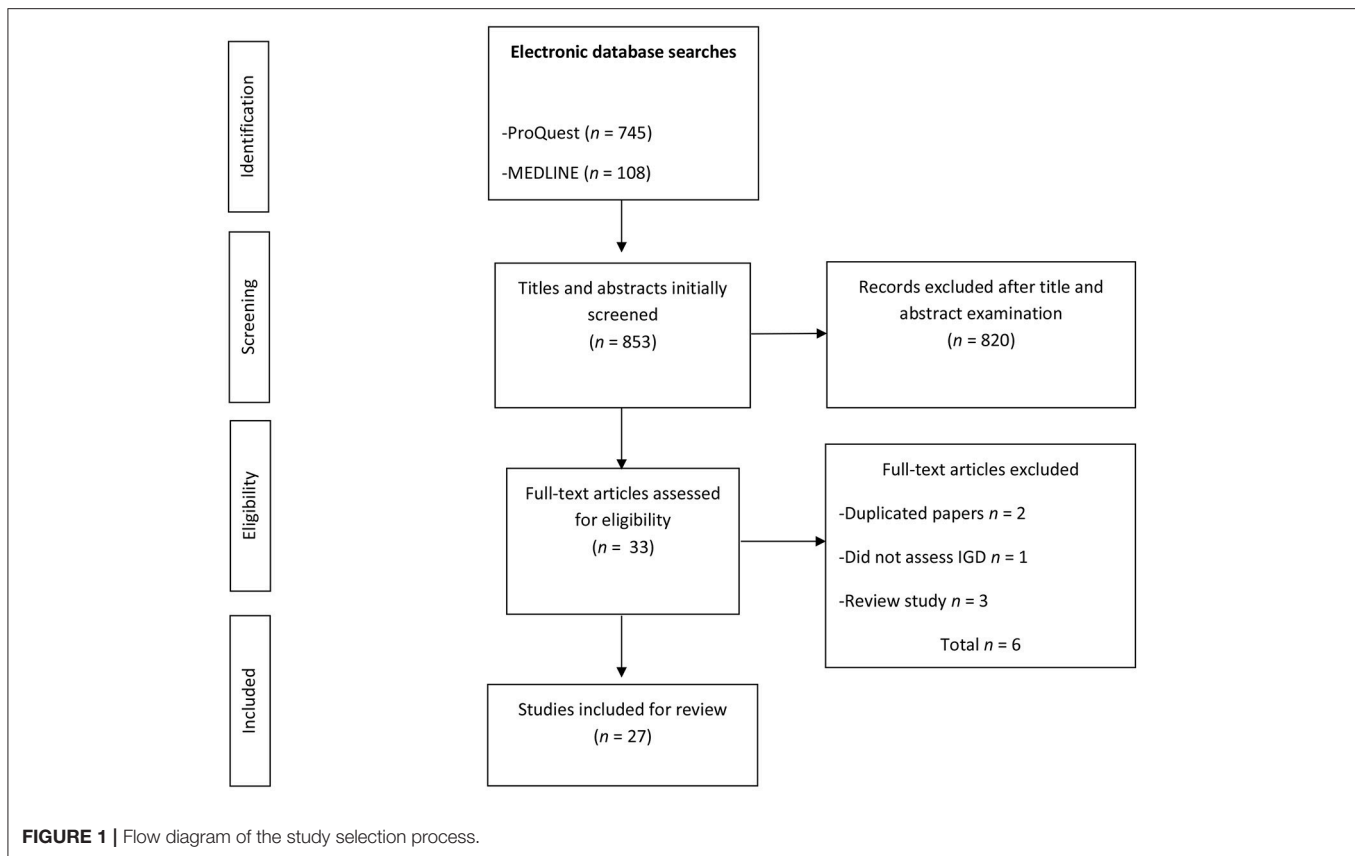 Identification
Electronic database searches
-ProQuest (n = 745)
-MEDLINE (n = 108)
Screening
Titles and abstracts initially
screened
(n = 853)
Records excluded after title and
abstract examination
(n = 820)
Eligibility
Full-text articles assessed
for eligibility
(n = 33)
Full-text articles excluded
-Duplicated papers n = 2
-Did not assess IGD n = 1
-Review study n = 3
Total n = 6
Included
Studies included for review
(n = 27)
FIGURE 1 | Flow diagram of the study selection process.